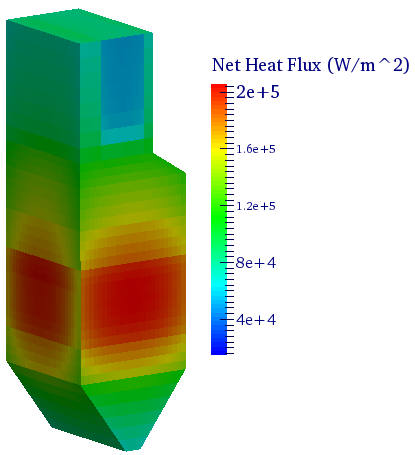 Net Heat Flux (W/m^2)
2e+5
1.6e+5
1.2e+5
8e+4
4e+4